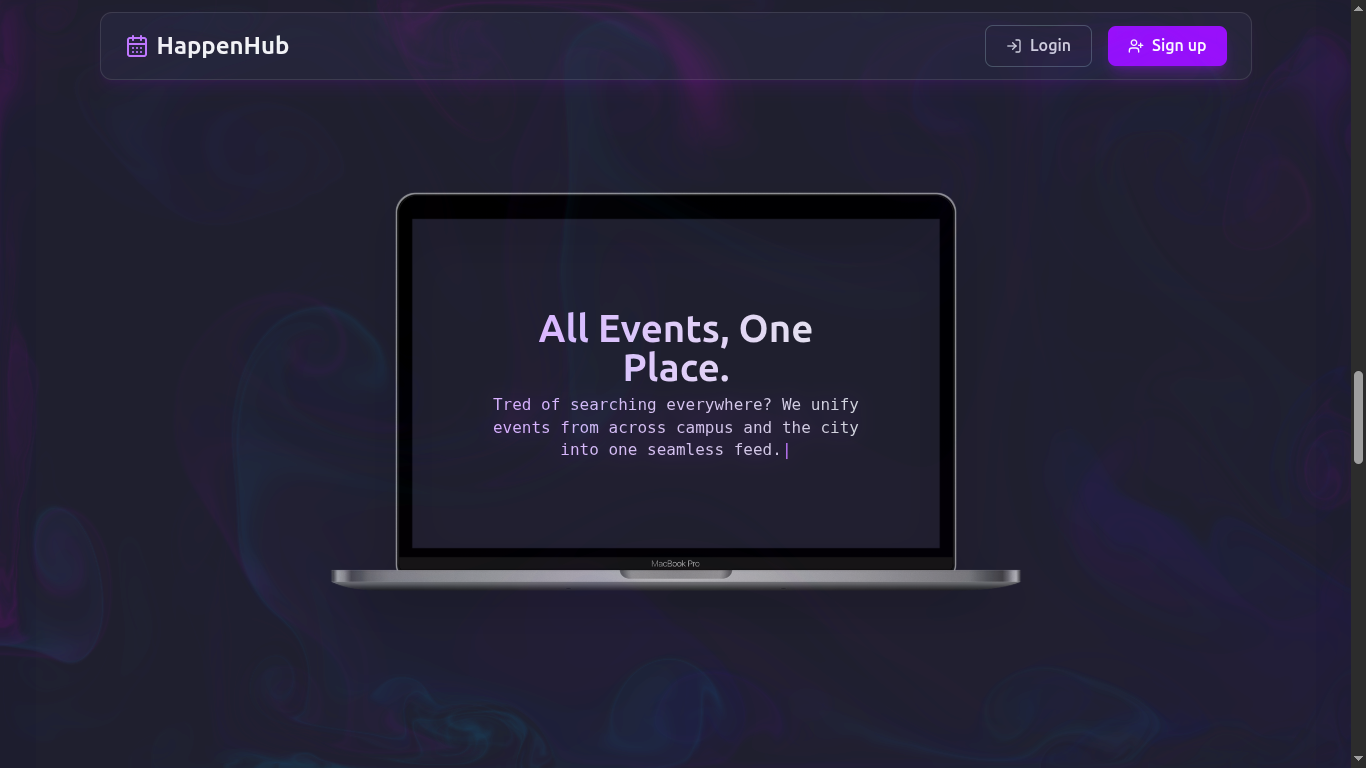 HappenHub
Login
Sign up
All Events, One
Place.
Tred of searching everywhere? We unify
events from across campus and the city
into one seamless feed.|
MacBook Pro